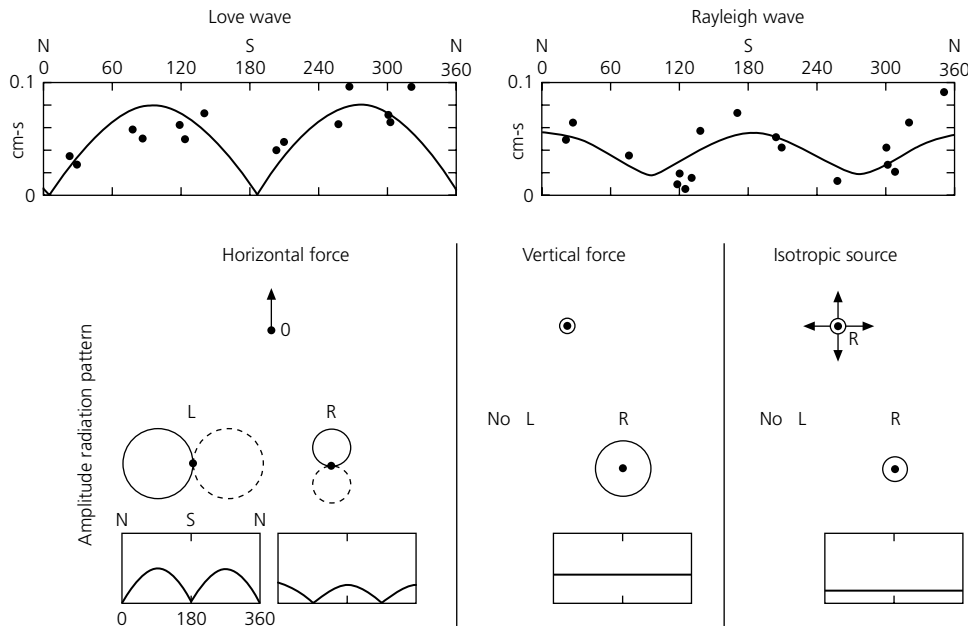 Love wave
Rayleigh wave
N S N
0 60 120 180 240 300 360
0.1
cm-s
0
N S N
0 60 120 180 240 300 360
0.1
cm-s
0
Amplitude radiation pattern
Horizontal force
0
L R
N S N
0 180 360
Vertical force
No L R
Isotropic source
R
No L R